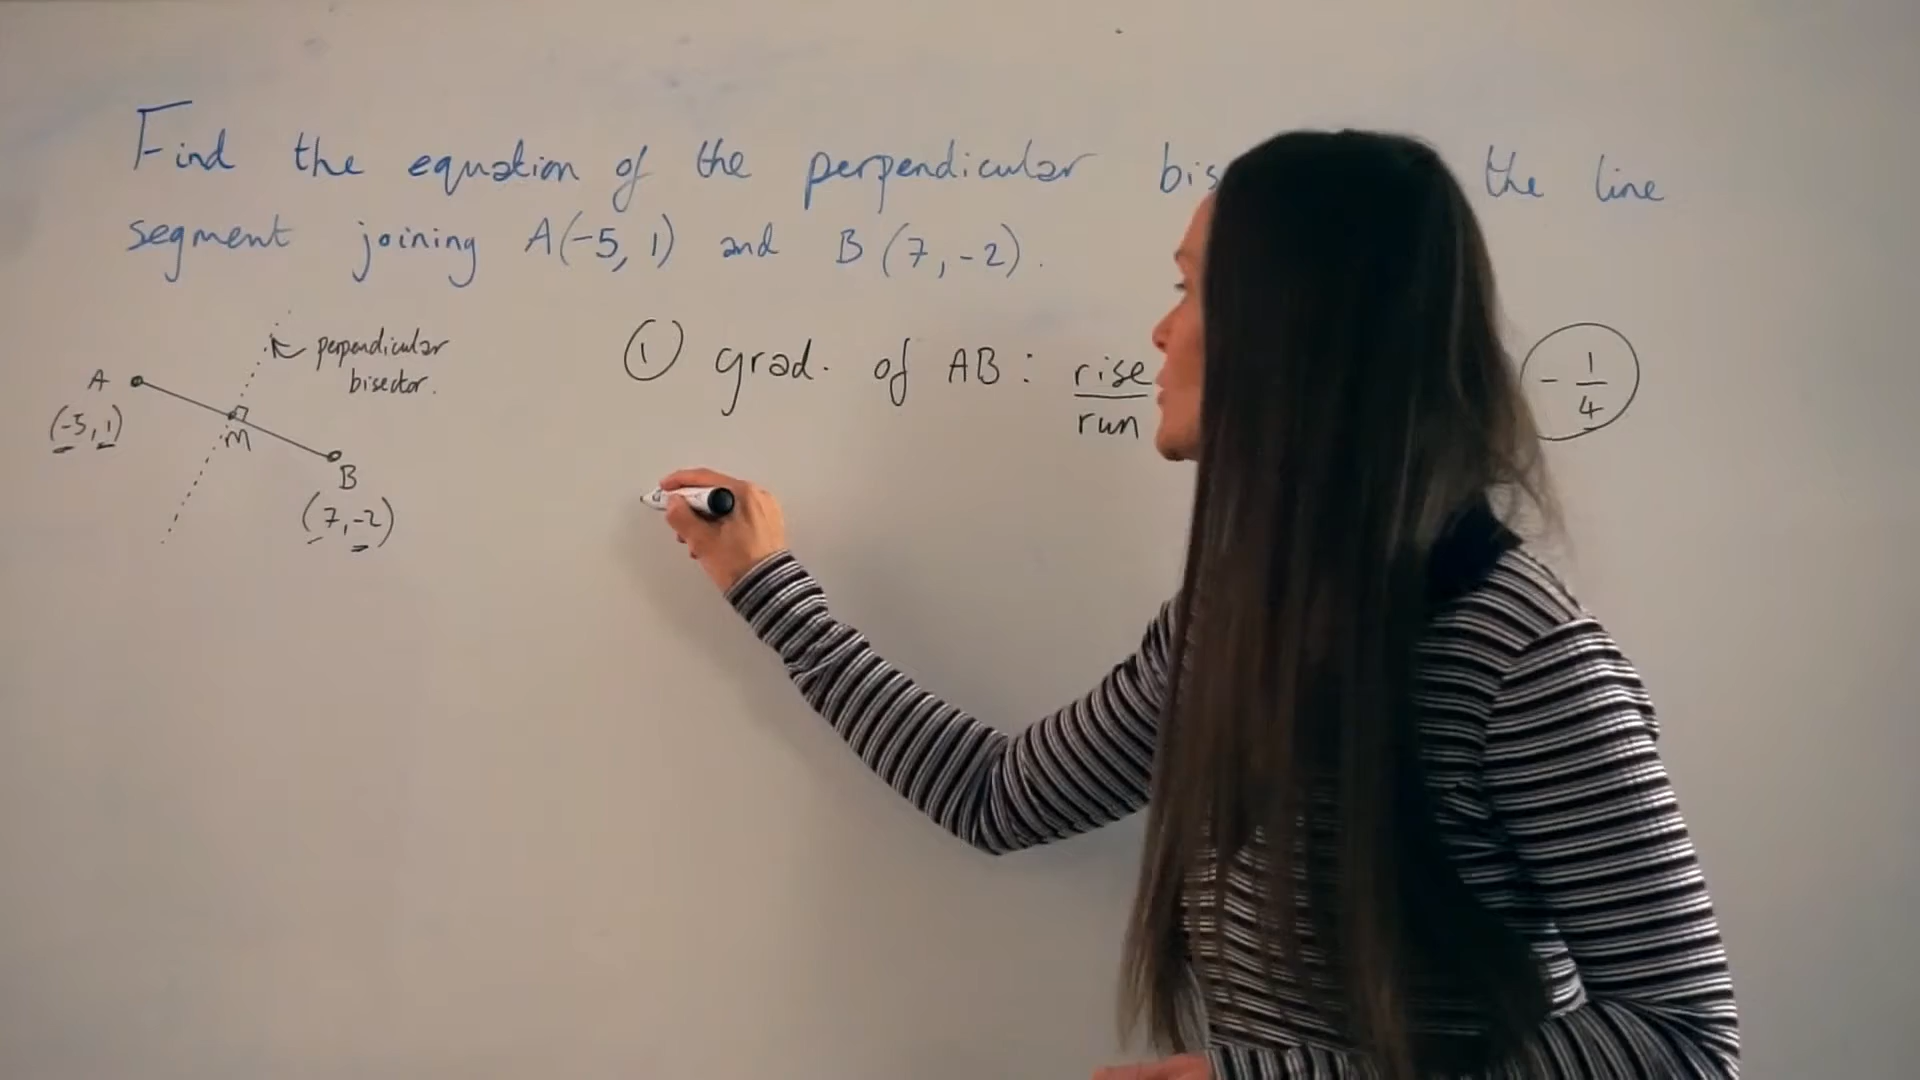 Find the equation of the perpendicular bis the line
segment joining A(-5, 1) and B (7, -2).
perpendicular
bisector.
A
(-5, 1)
M
B
(7, -2)
① grad. of AB: rise
run
- 1
4